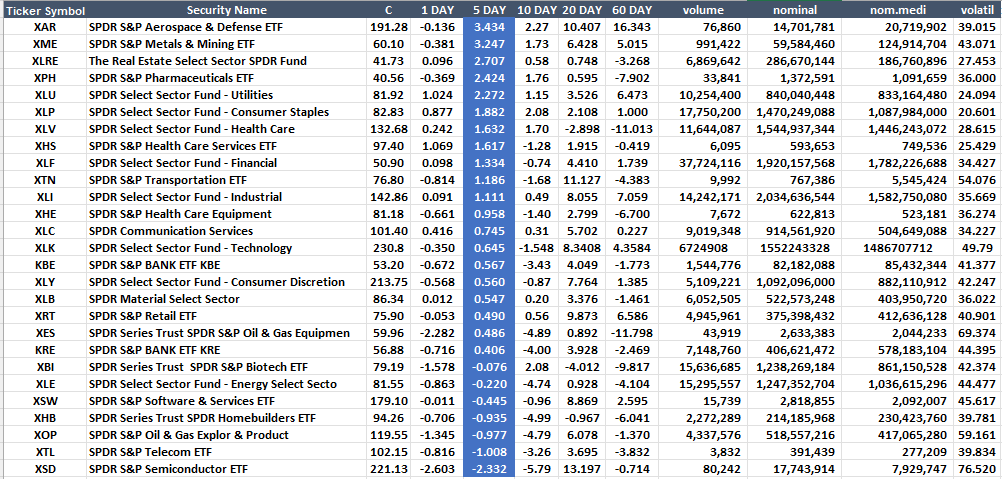 Ticker Symbol Security Name C 1 DAY 5 DAY 10 DAY 20 DAY 60 DAY volume nominal nom.medi volatil
XAR SPDR S&P Aerospace & Defense ETF 191.28 -0.136 3.434 2.27 10.407 16.343 76,860 14,701,781 20,719,902 39.015
XME SPDR S&P Metals & Mining ETF 60.10 -0.381 3.247 1.73 6.428 5.015 991,422 59,584,460 124,914,704 43.071
XLRE The Real Estate Select Sector SPDR Fund 41.73 0.096 2.707 0.58 0.748 -3.268 6,869,642 286,670,144 186,760,896 27.453
XPH SPDR S&P Pharmaceuticals ETF 40.56 -0.369 2.424 1.76 0.595 -7.902 33,841 1,372,591 1,091,659 36.000
XLU SPDR Select Sector Fund - Utilities 81.92 1.024 2.272 1.15 3.526 6.473 10,254,400 840,040,448 833,164,480 24.094
XLP SPDR Select Sector Fund - Consumer Staples 82.83 0.877 1.882 2.08 2.108 1.000 17,750,200 1,470,249,088 1,087,984,000 20.601
XLV SPDR Select Sector Fund - Health Care 132.68 0.242 1.632 1.70 -2.898 -11.013 11,644,087 1,544,937,344 1,446,243,072 28.615
XHS SPDR S&P Health Care Services ETF 97.40 1.069 1.617 -1.28 1.915 -0.419 6,095 593,653 749,536 25.429
XLF SPDR Select Sector Fund - Financial 50.90 0.098 1.334 -0.74 4.410 1.739 37,724,116 1,920,157,568 1,782,226,688 34.427
XTN SPDR S&P Transportation ETF 76.80 -0.814 1.186 -1.68 11.127 -4.383 9,992 767,386 5,545,424 54.076
XLI SPDR Select Sector Fund - Industrial 142.86 0.091 1.111 0.49 8.055 7.059 14,242,171 2,034,636,544 1,582,750,080 35.669
XHE SPDR S&P Health Care Equipment 81.18 -0.661 0.958 -1.40 2.799 -6.700 7,672 622,813 523,181 36.274
XLC SPDR Communication Services 101.40 0.416 0.745 0.31 5.702 0.227 9,019,348 914,561,920 504,649,088 34.227
XLK SPDR Select Sector Fund - Technology 230.8 -0.350 0.645 -1.548 8.3408 4.3584 6724908 1552243328 1486707712 49.79
KBE SPDR S&P BANK ETF KBE 53.20 -0.672 0.567 -3.43 4.049 -1.773 1,544,776 82,182,088 85,432,344 41.377
XLY SPDR Select Sector Fund - Consumer Discretion 213.75 -0.568 0.560 -0.87 7.764 1.385 5,109,221 1,092,096,000 882,110,912 42.247
XLB SPDR Material Select Sector 86.34 0.012 0.547 0.20 3.376 -1.461 6,052,505 522,573,248 403,950,720 36.022
XRT SPDR S&P Retail ETF 75.90 -0.053 0.490 0.56 9.873 6.586 4,945,961 375,398,432 412,636,128 40.901
XES SPDR Series Trust SPDR S&P Oil & Gas Equipmen 59.96 -2.282 0.486 -4.89 0.892 -11.798 43,919 2,633,383 2,044,233 69.374
KRE SPDR S&P BANK ETF KRE 56.88 -0.716 0.406 -4.00 3.928 -2.469 7,148,760 406,621,472 578,183,104 44.395
XBI SPDR Series Trust SPDR S&P Biotech ETF 79.19 -1.578 -0.076 2.08 -4.012 -9.817 15,636,685 1,238,269,184 861,150,528 42.374
XLE SPDR Select Sector Fund - Energy Select Secto 81.55 -0.863 -0.220 -4.74 0.928 -4.104 15,295,557 1,247,352,704 1,036,615,296 44.477
XSW SPDR S&P Software & Services ETF 179.10 -0.011 -0.445 -0.96 8.869 2.595 15,739 2,818,855 2,092,007 45.617
XHB SPDR Series Trust SPDR Homebuilders ETF 94.26 -0.706 -0.935 -4.99 -0.967 -6.041 2,272,289 214,185,968 230,423,760 39.781
XOP SPDR S&P Oil & Gas Explor & Product 119.55 -1.345 -0.977 -4.79 6.078 -1.370 4,337,576 518,557,216 417,065,280 59.161
XTL SPDR S&P Telecom ETF 102.15 -0.816 -1.008 -3.26 3.695 -3.832 3,832 391,439 277,209 39.834
XSD SPDR S&P Semiconductor ETF 221.13 -2.603 -2.332 -5.79 13.197 -0.714 80,242 17,743,914 7,929,747 76.520